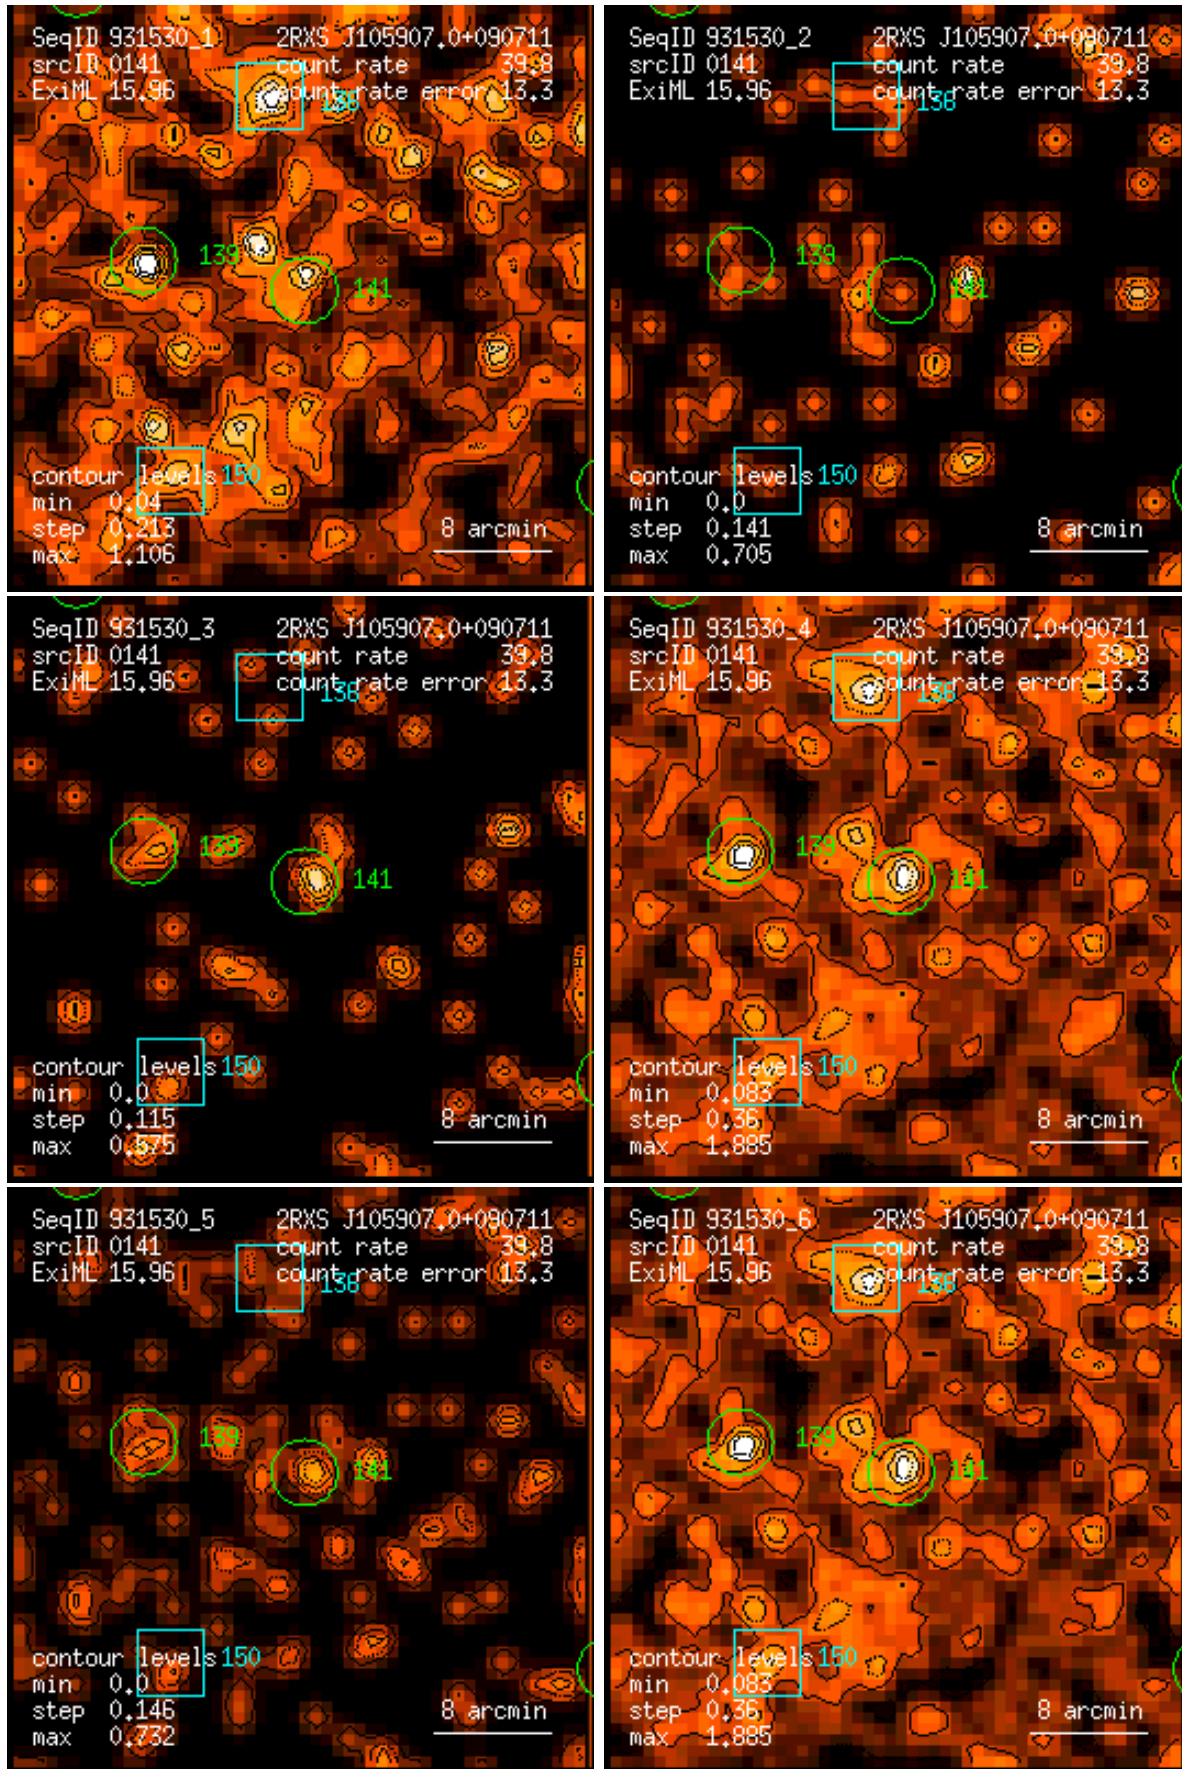 SeqID 931530_1 2RXS J105907.0+090711
srcID 0141 count rate 39.8
ExiML 15.96 count rate error 13.3
136
139
141
contour levels 150
min 0.04
step 0.213 8 arcmin
max 1.106
SeqID 931530_2 2RXS J105907.0+090711
srcID 0141 count rate 39.8
ExiML 15.96 count rate error 13.3
136
139
141
contour levels 150
min 0.0
step 0.141 8 arcmin
max 0.705
SeqID 931530_3 2RXS J105907.0+090711
srcID 0141 count rate 39.8
ExiML 15.96 count rate error 13.3
136
139
141
contour levels 150
min 0.0
step 0.115 8 arcmin
max 0.575
SeqID 931530_4 2RXS J105907.0+090711
srcID 0141 count rate 39.8
ExiML 15.96 count rate error 13.3
136
139
141
contour levels 150
min 0.083
step 0.36 8 arcmin
max 1.885
SeqID 931530_5 2RXS J105907.0+090711
srcID 0141 count rate 39.8
ExiML 15.96 count rate error 13.3
136
139
141
contour levels 150
min 0.0
step 0.146 8 arcmin
max 0.732
SeqID 931530_6 2RXS J105907.0+090711
srcID 0141 count rate 39.8
ExiML 15.96 count rate error 13.3
136
139
141
contour levels 150
min 0.083
step 0.36 8 arcmin
max 1.885